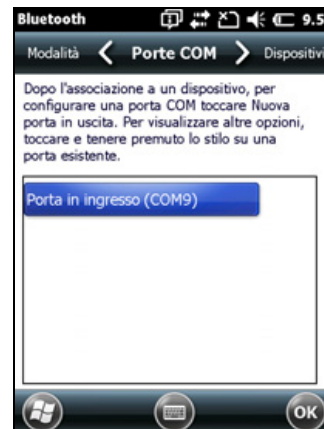 Bluetooth 9.5
Modalità Porte COM Dispositivi
Dopo l'associazione a un dispositivo, per
configurare una porta COM toccare Nuova
porta in uscita. Per visualizzare altre opzioni,
toccare e tenere premuto lo stilo su una
porta esistente.
Porta in ingresso (COM9)
OK